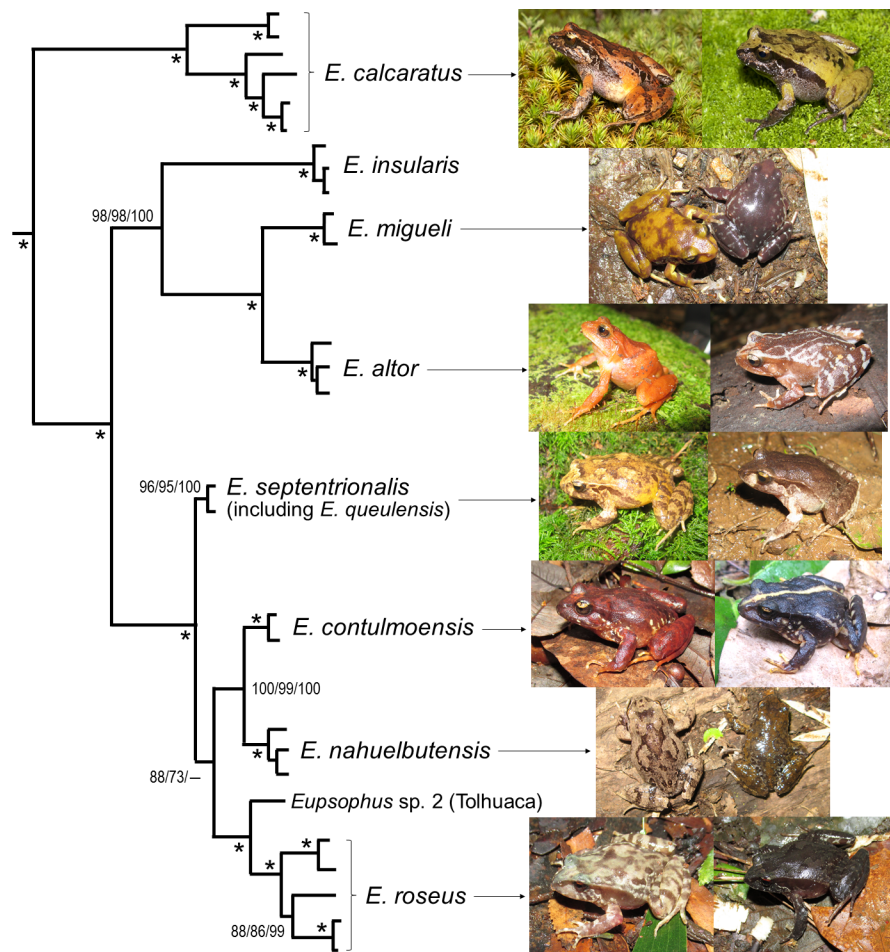 E. calcaratus
E. insularis
98/98/100
E. migueli
E. altor
96/95/100
E. septentrionalis
(including E. queulensis)
E. contulmoensis
100/99/100
E. nahuelbutensis
88/73/–
Eupsophus sp. 2 (Tolhuaca)
E. roseus
88/86/99